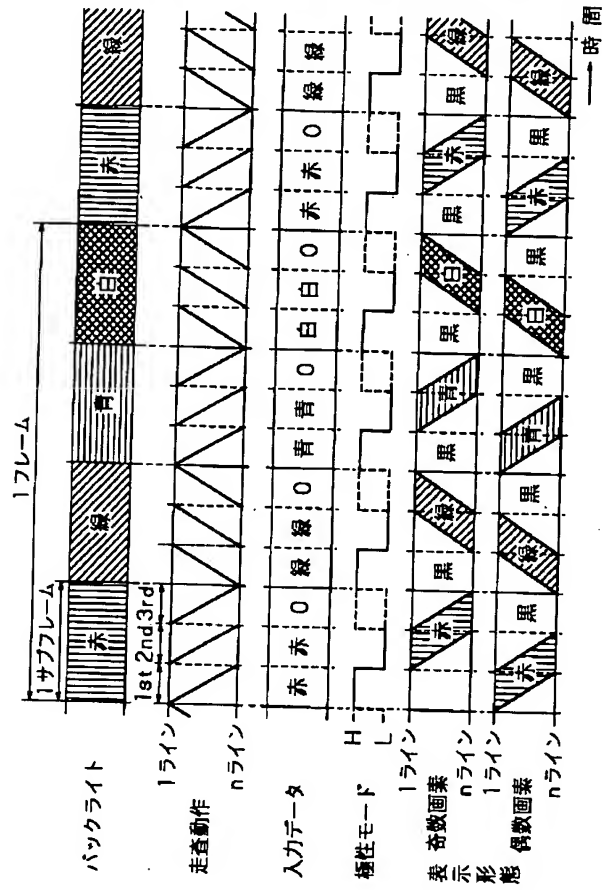 1フレーム
1サブフレーム
バックライト 赤 緑 青 白 赤 緑
1st 2nd 3rd
1ライン
走査動作
nライン
入力データ 赤 赤 0 緑 緑 0 青 青 0 白 白 0 赤 赤 0 緑 緑
極性モード H
L
表示形態
1ライン
奇数画素 赤 黒 緑 黒 青 黒 白 黒 赤 黒 緑
nライン
1ライン
偶数画素 赤 黒 緑 黒 青 黒 白 黒 赤 黒 緑
nライン
時間